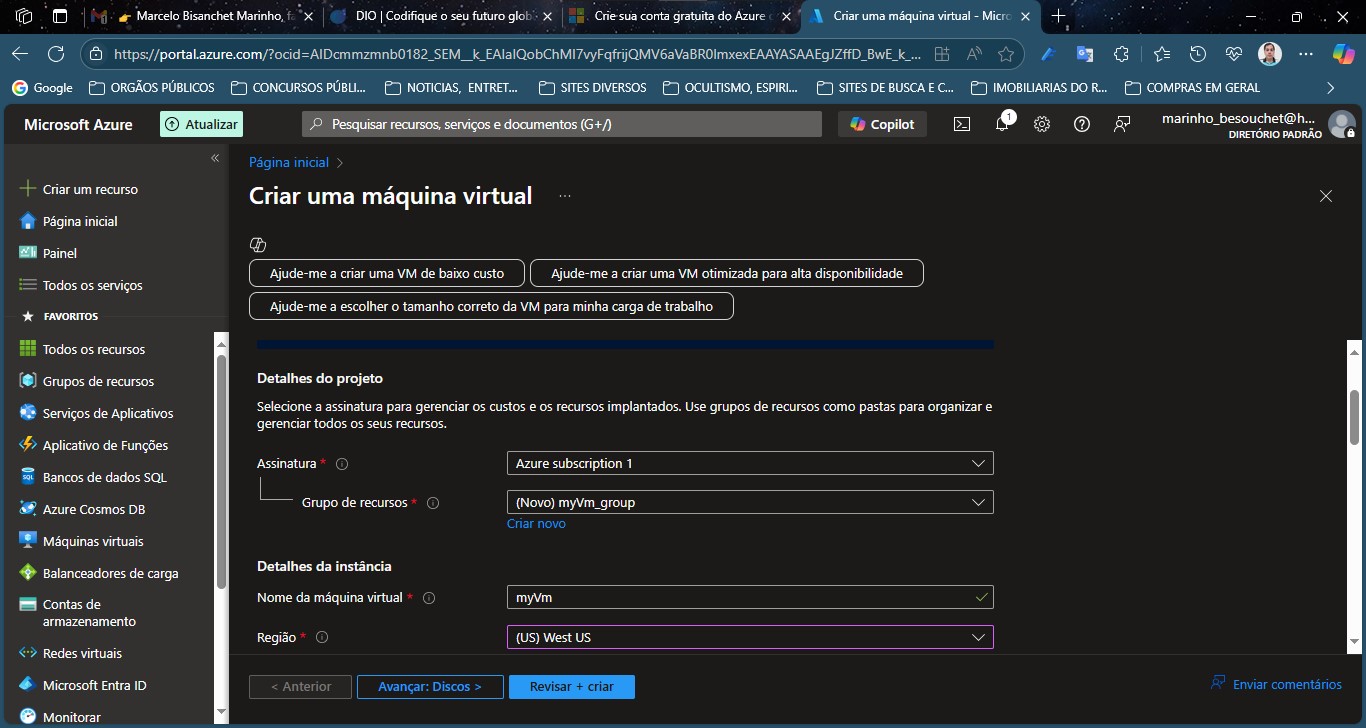 👉 Marcelo Bisanchet Marinho, fa
DIO | Codifique o seu futuro glob
Crie sua conta gratuita do Azure
Criar uma máquina virtual - Micro
https://portal.azure.com/?ocid=AIDcmmzmnb0182_SEM__k_EAIaIQobChMI7vyFqfrijQMV6aVaBR0ImxexEAAYASAAEgJZffD_BwE_k_...
Google
ORGÃOS PÚBLICOS
CONCURSOS PÚBLI...
NOTICIAS, ENTRET...
SITES DIVERSOS
OCULTISMO, ESPIRI...
SITES DE BUSCA E C...
IMOBILIARIAS DO R...
COMPRAS EM GERAL
Microsoft Azure
Atualizar
Pesquisar recursos, serviços e documentos (G+/)
Copilot
1
marinho_besouchet@h...
DIRETÓRIO PADRÃO
Criar um recurso
Página inicial
Painel
Todos os serviços
FAVORITOS
Todos os recursos
Grupos de recursos
Serviços de Aplicativos
Aplicativo de Funções
Bancos de dados SQL
Azure Cosmos DB
Máquinas virtuais
Balanceadores de carga
Contas de
armazenamento
Redes virtuais
Microsoft Entra ID
Monitorar
Página inicial >
Criar uma máquina virtual ...
Ajude-me a criar uma VM de baixo custo
Ajude-me a criar uma VM otimizada para alta disponibilidade
Ajude-me a escolher o tamanho correto da VM para minha carga de trabalho
Detalhes do projeto
Selecione a assinatura para gerenciar os custos e os recursos implantados. Use grupos de recursos como pastas para organizar e
gerenciar todos os seus recursos.
Assinatura *
Azure subscription 1
Grupo de recursos *
(Novo) myVm_group
Criar novo
Detalhes da instância
Nome da máquina virtual *
myVm
Região *
(US) West US
< Anterior
Avançar: Discos >
Revisar + criar
Enviar comentários